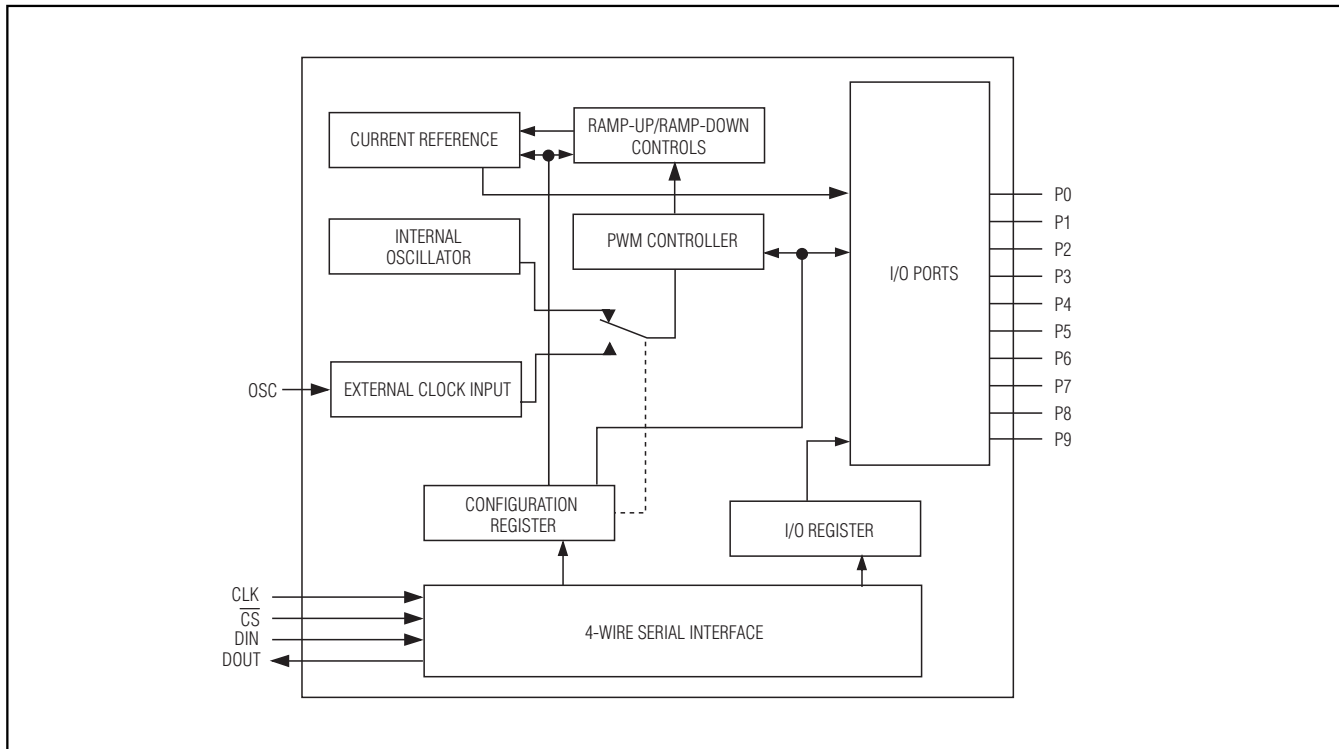 CURRENT REFERENCE
RAMP-UP/RAMP-DOWN
CONTROLS
INTERNAL
OSCILLATOR
PWM CONTROLLER
I/O PORTS
P0
P1
P2
P3
P4
P5
P6
P7
P8
P9
OSC
EXTERNAL CLOCK INPUT
CONFIGURATION
REGISTER
I/O REGISTER
CLK
CS
DIN
DOUT
4-WIRE SERIAL INTERFACE